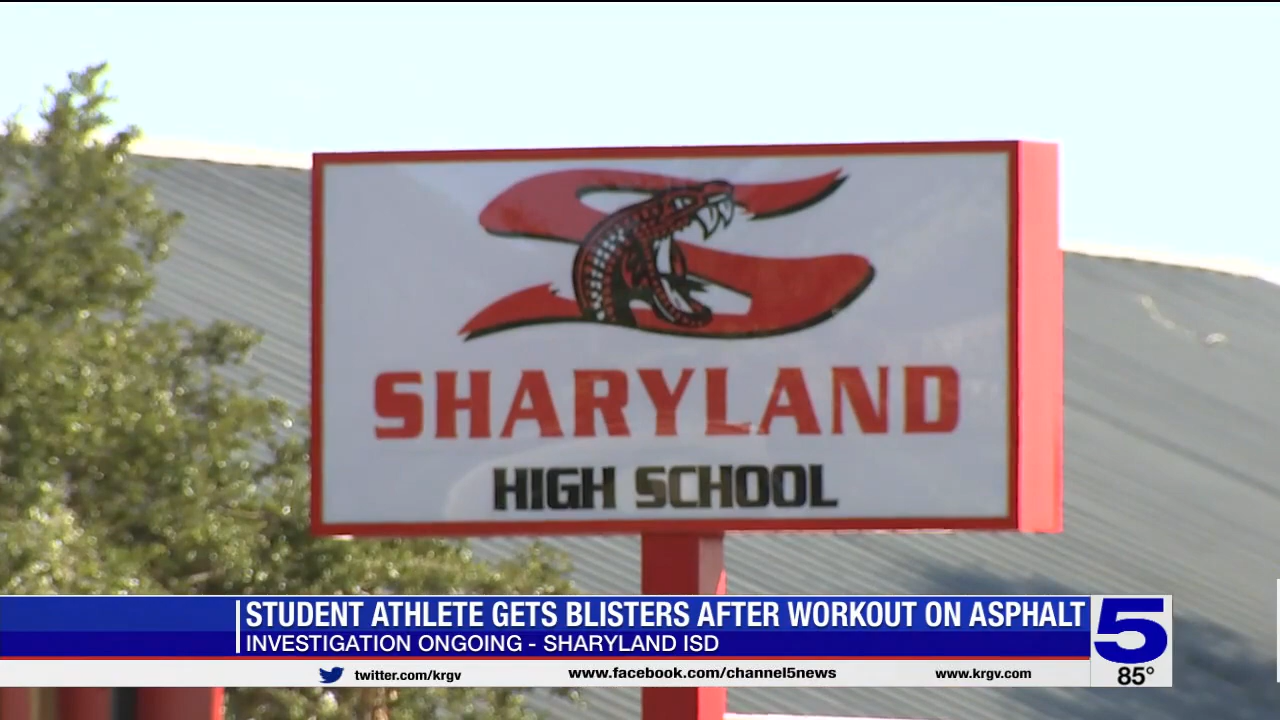 SHARYLAND
HIGH SCHOOL
STUDENT ATHLETE GETS BLISTERS AFTER WORKOUT ON ASPHALT
INVESTIGATION ONGOING - SHARYLAND ISD
5
twitter.com/krgv
www.facebook.com/channel5news
www.krgv.com
85°